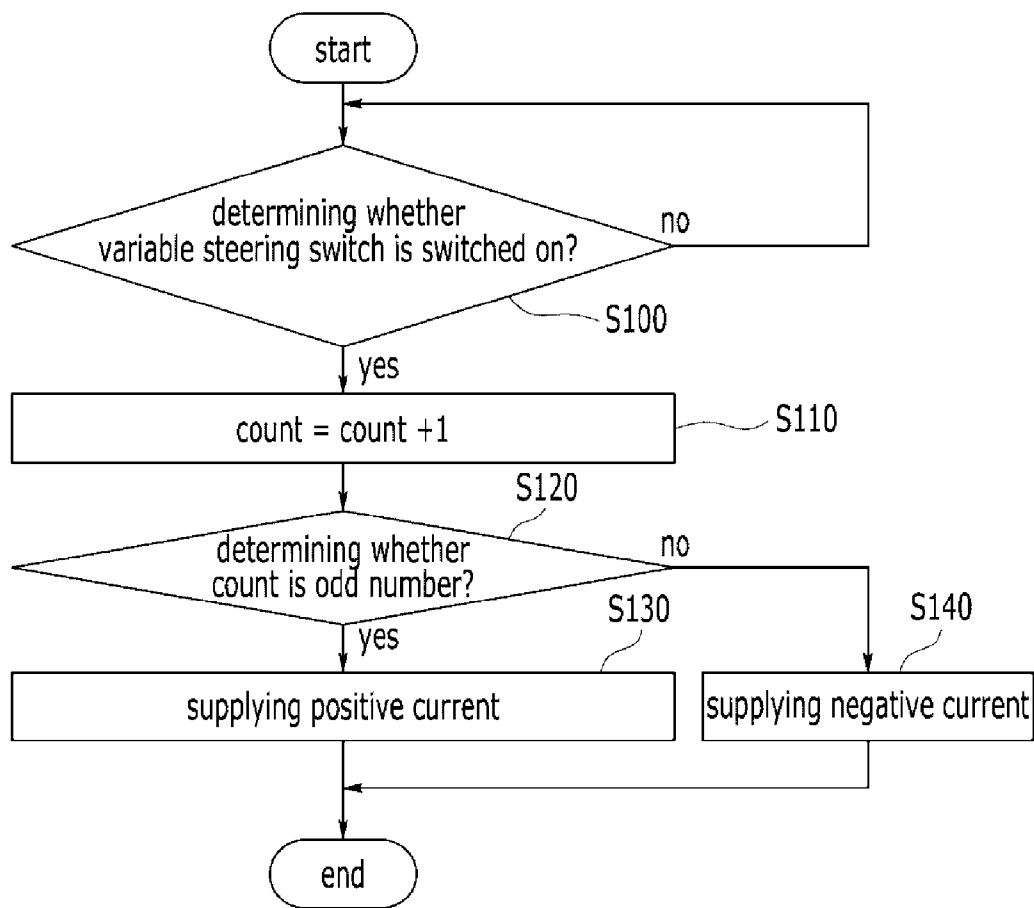 start
determining whether
variable steering switch is switched on?
no
S100
yes
count = count +1
S110
S120
determining whether
count is odd number?
no
yes
S130
S140
supplying positive current
supplying negative current
end